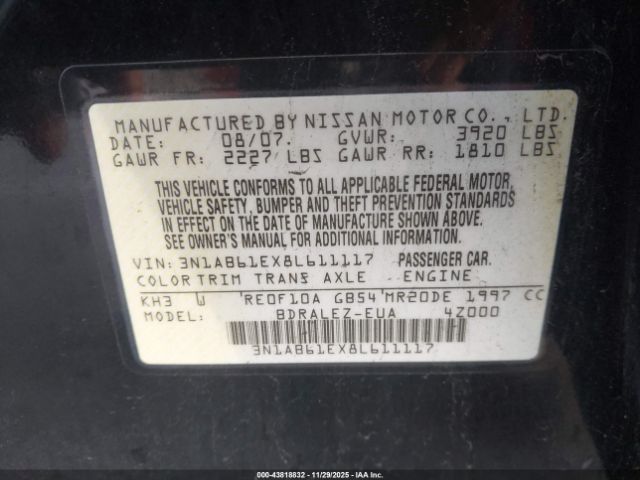 MANUFACTURED BY NISSAN MOTOR CO., LTD.
DATE: 08/07. GVWR: 3920 LBS
GAWR FR: 2227 LBS GAWR RR: 1810 LBS
THIS VEHICLE CONFORMS TO ALL APPLICABLE FEDERAL MOTOR,
VEHICLE SAFETY, BUMPER AND THEFT PREVENTION STANDARDS
IN EFFECT ON THE DATE OF MANUFACTURE SHOWN ABOVE.
SEE OWNER'S MANUAL FOR ADDITIONAL INFORMATION.
VIN: 3N1AB61EX8L611117 PASSENGER CAR.
COLOR TRIM TRANS AXLE ENGINE
KH3 W RE0F10A GB54 MR20DE 1997 CC
MODEL: BDRALEZ-EUA 4Z000
3N1AB61EX8L611117
000-43818832 | 11/29/2025 - IAA, Inc.